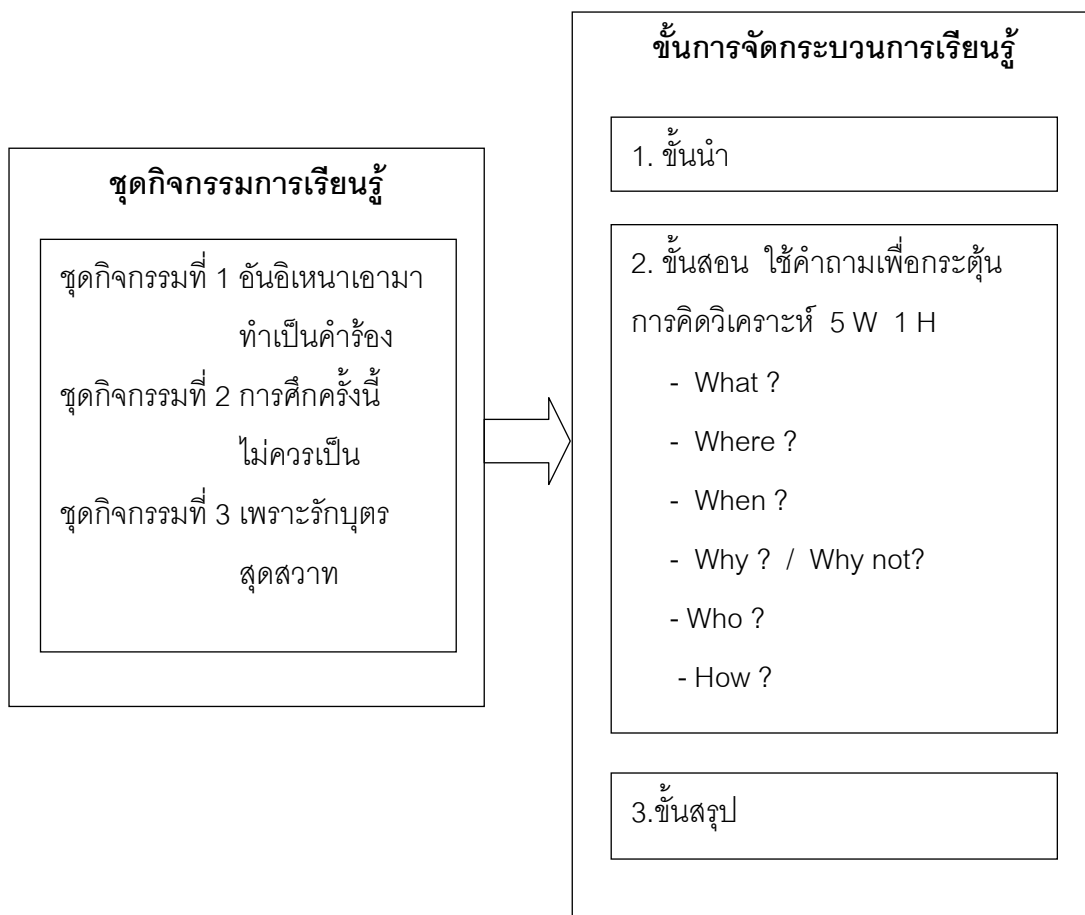 ชุดกิจกรรมการเรียนรู้
ชุดกิจกรรมที่ 1 อันอิเหนาเอามา
ทำเป็นคำร้อง
ชุดกิจกรรมที่ 2 การศึกครั้งนี้
ไม่ควรเป็น
ชุดกิจกรรมที่ 3 เพราะรักบุตร
สุดสวาท
ขั้นการจัดกระบวนการเรียนรู้
1. ขั้นนำ
2. ขั้นสอน ใช้คำถามเพื่อกระตุ้น
การคิดวิเคราะห์ 5 W 1 H
- What ?
- Where ?
- When ?
- Why ? / Why not?
- Who ?
- How ?
3.ขั้นสรุป